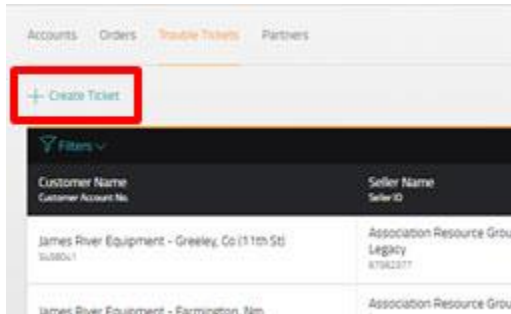 Accounts Orders Trouble Tickets Partners
+ Create Ticket
Filters
Customer Name Seller Name
Customer Account No. Seller ID
James River Equipment - Greeley, Co (11th St) Association Resource Grou
Legacy
James River Equipment - Farmington, Nm Association Resource Grou